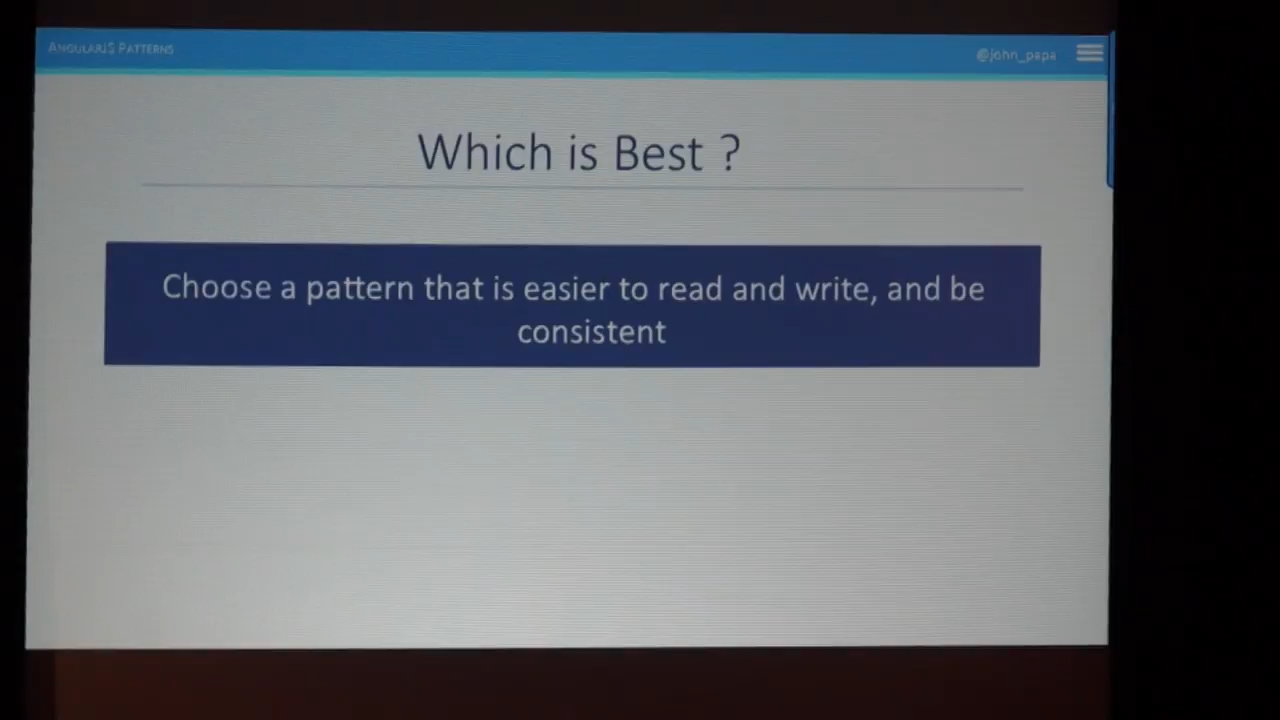 ANGULARJS PATTERNS
@john_papa
Which is Best ?
Choose a pattern that is easier to read and write, and be
consistent